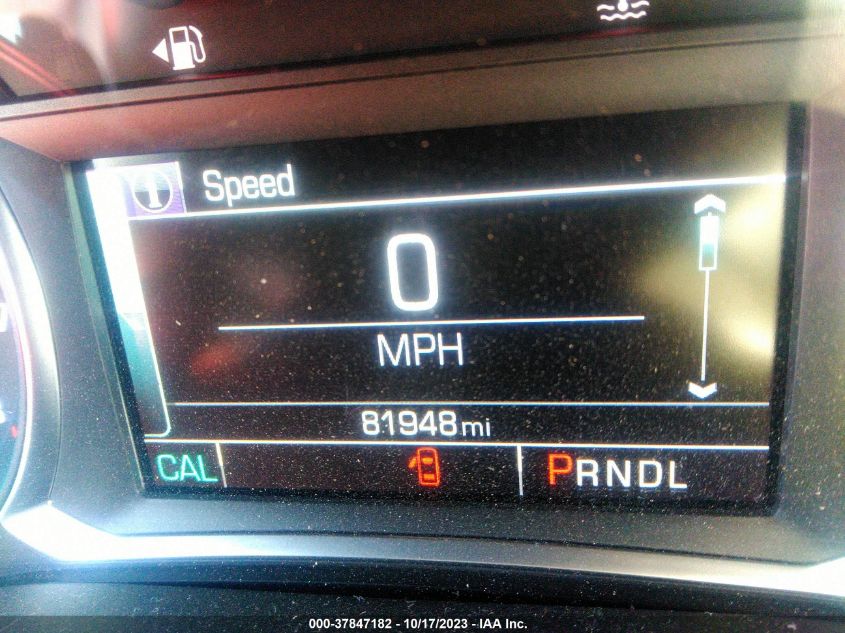 Speed
0
MPH
81948 mi
CAL
PRNDL
000-37847182 - 10/17/2023 - IAA Inc.